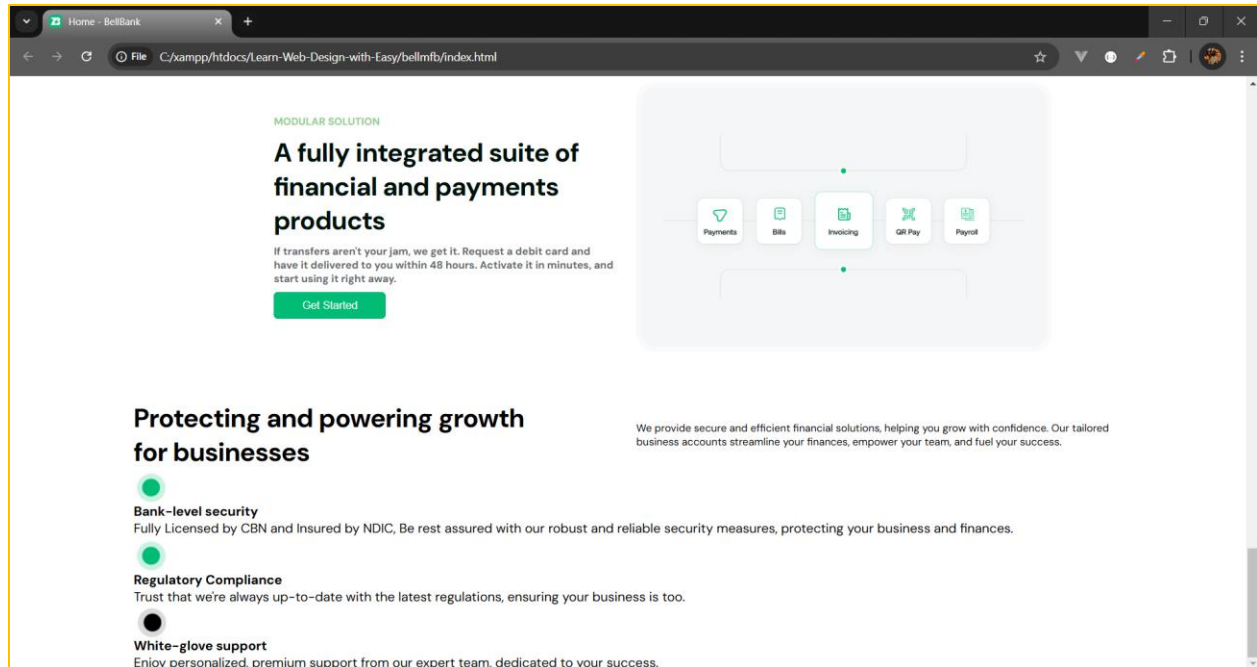 Home - BellBank
File C:/xampp/htdocs/Learn-Web-Design-with-Easy/bellmfb/index.html
MODULAR SOLUTION
A fully integrated suite of
financial and payments
products
If transfers aren't your jam, we get it. Request a debit card and
have it delivered to you within 48 hours. Activate it in minutes, and
start using it right away.
Get Started
Payments Bills Invoicing QR Pay Payroll
Protecting and powering growth
for businesses
We provide secure and efficient financial solutions, helping you grow with confidence. Our tailored
business accounts streamline your finances, empower your team, and fuel your success.
Bank-level security
Fully Licensed by CBN and Insured by NDIC, Be rest assured with our robust and reliable security measures, protecting your business and finances.
Regulatory Compliance
Trust that we're always up-to-date with the latest regulations, ensuring your business is too.
White-glove support
Enjoy personalized, premium support from our expert team, dedicated to your success.